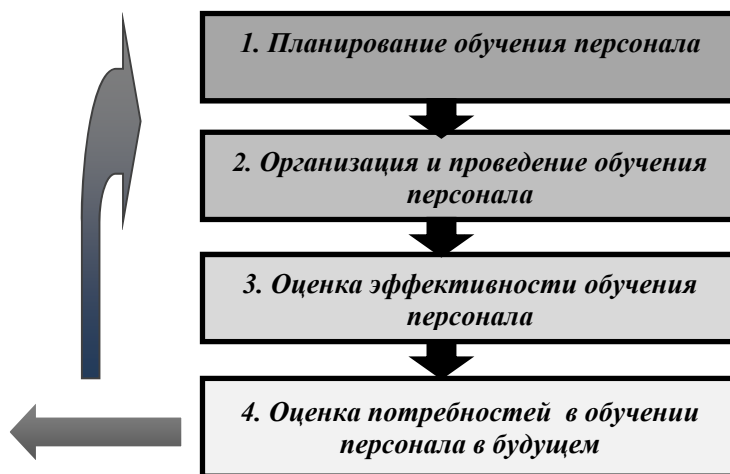 1. Планирование обучения персонала
2. Организация и проведение обучения
персонала
3. Оценка эффективности обучения
персонала
4. Оценка потребностей в обучении
персонала в будущем